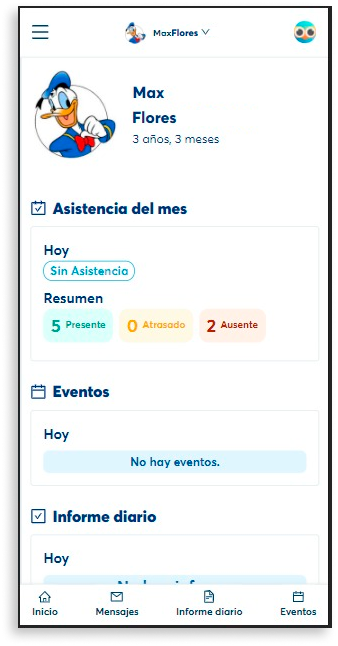 MaxFlores
Max
Flores
3 años, 3 meses
Asistencia del mes
Hoy
Sin Asistencia
Resumen
5 Presente 0 Atrasado 2 Ausente
Eventos
Hoy
No hay eventos.
Informe diario
Hoy
Inicio Mensajes Informe diario Eventos